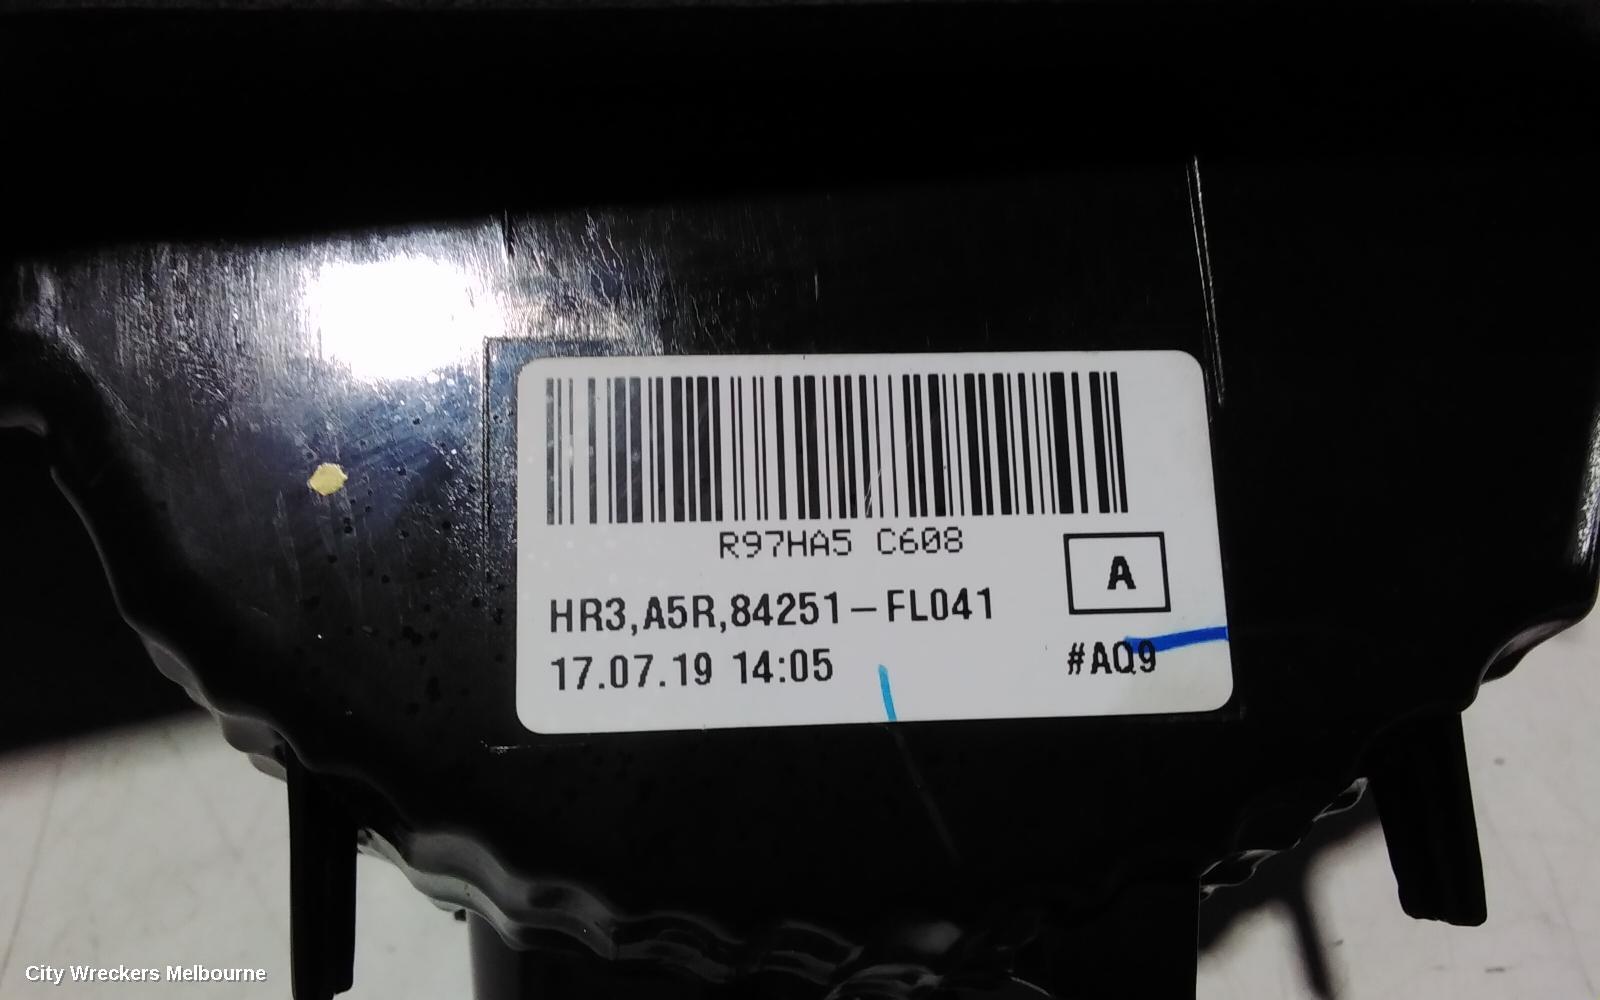 R97HA5 C608
A
HR3,A5R,84251-FL041
17.07.19 14:05
#AQ9
City Wreckers Melbourne